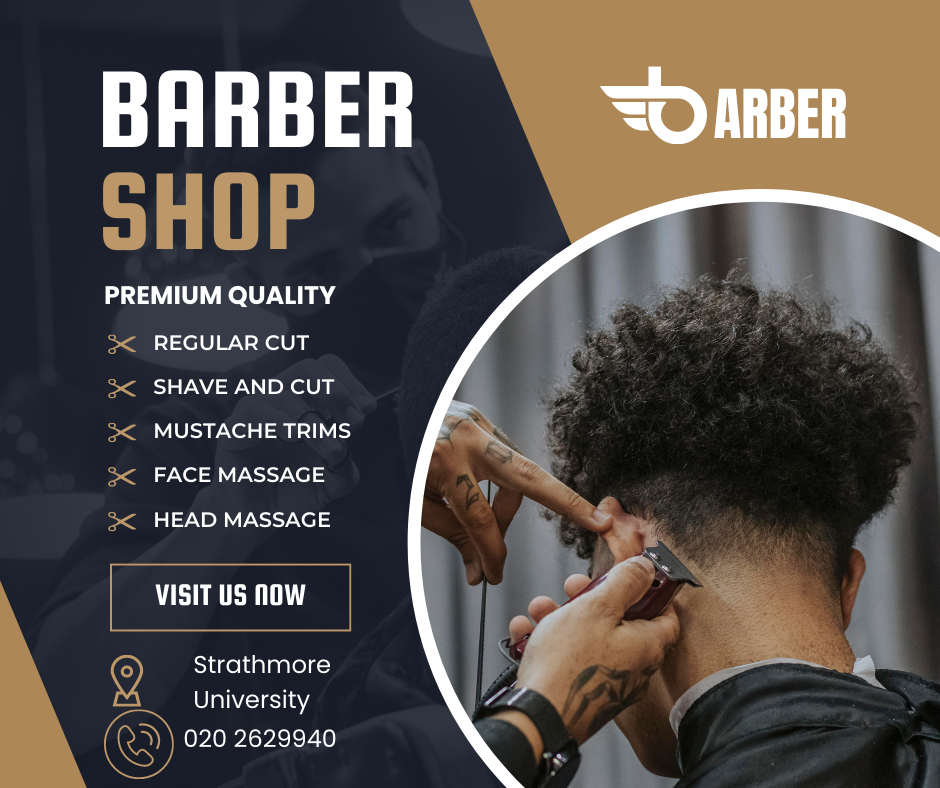 BARBER
SHOP
ARBER
PREMIUM QUALITY
REGULAR CUT
SHAVE AND CUT
MUSTACHE TRIMS
FACE MASSAGE
HEAD MASSAGE
VISIT US NOW
Strathmore
University
020 2629940